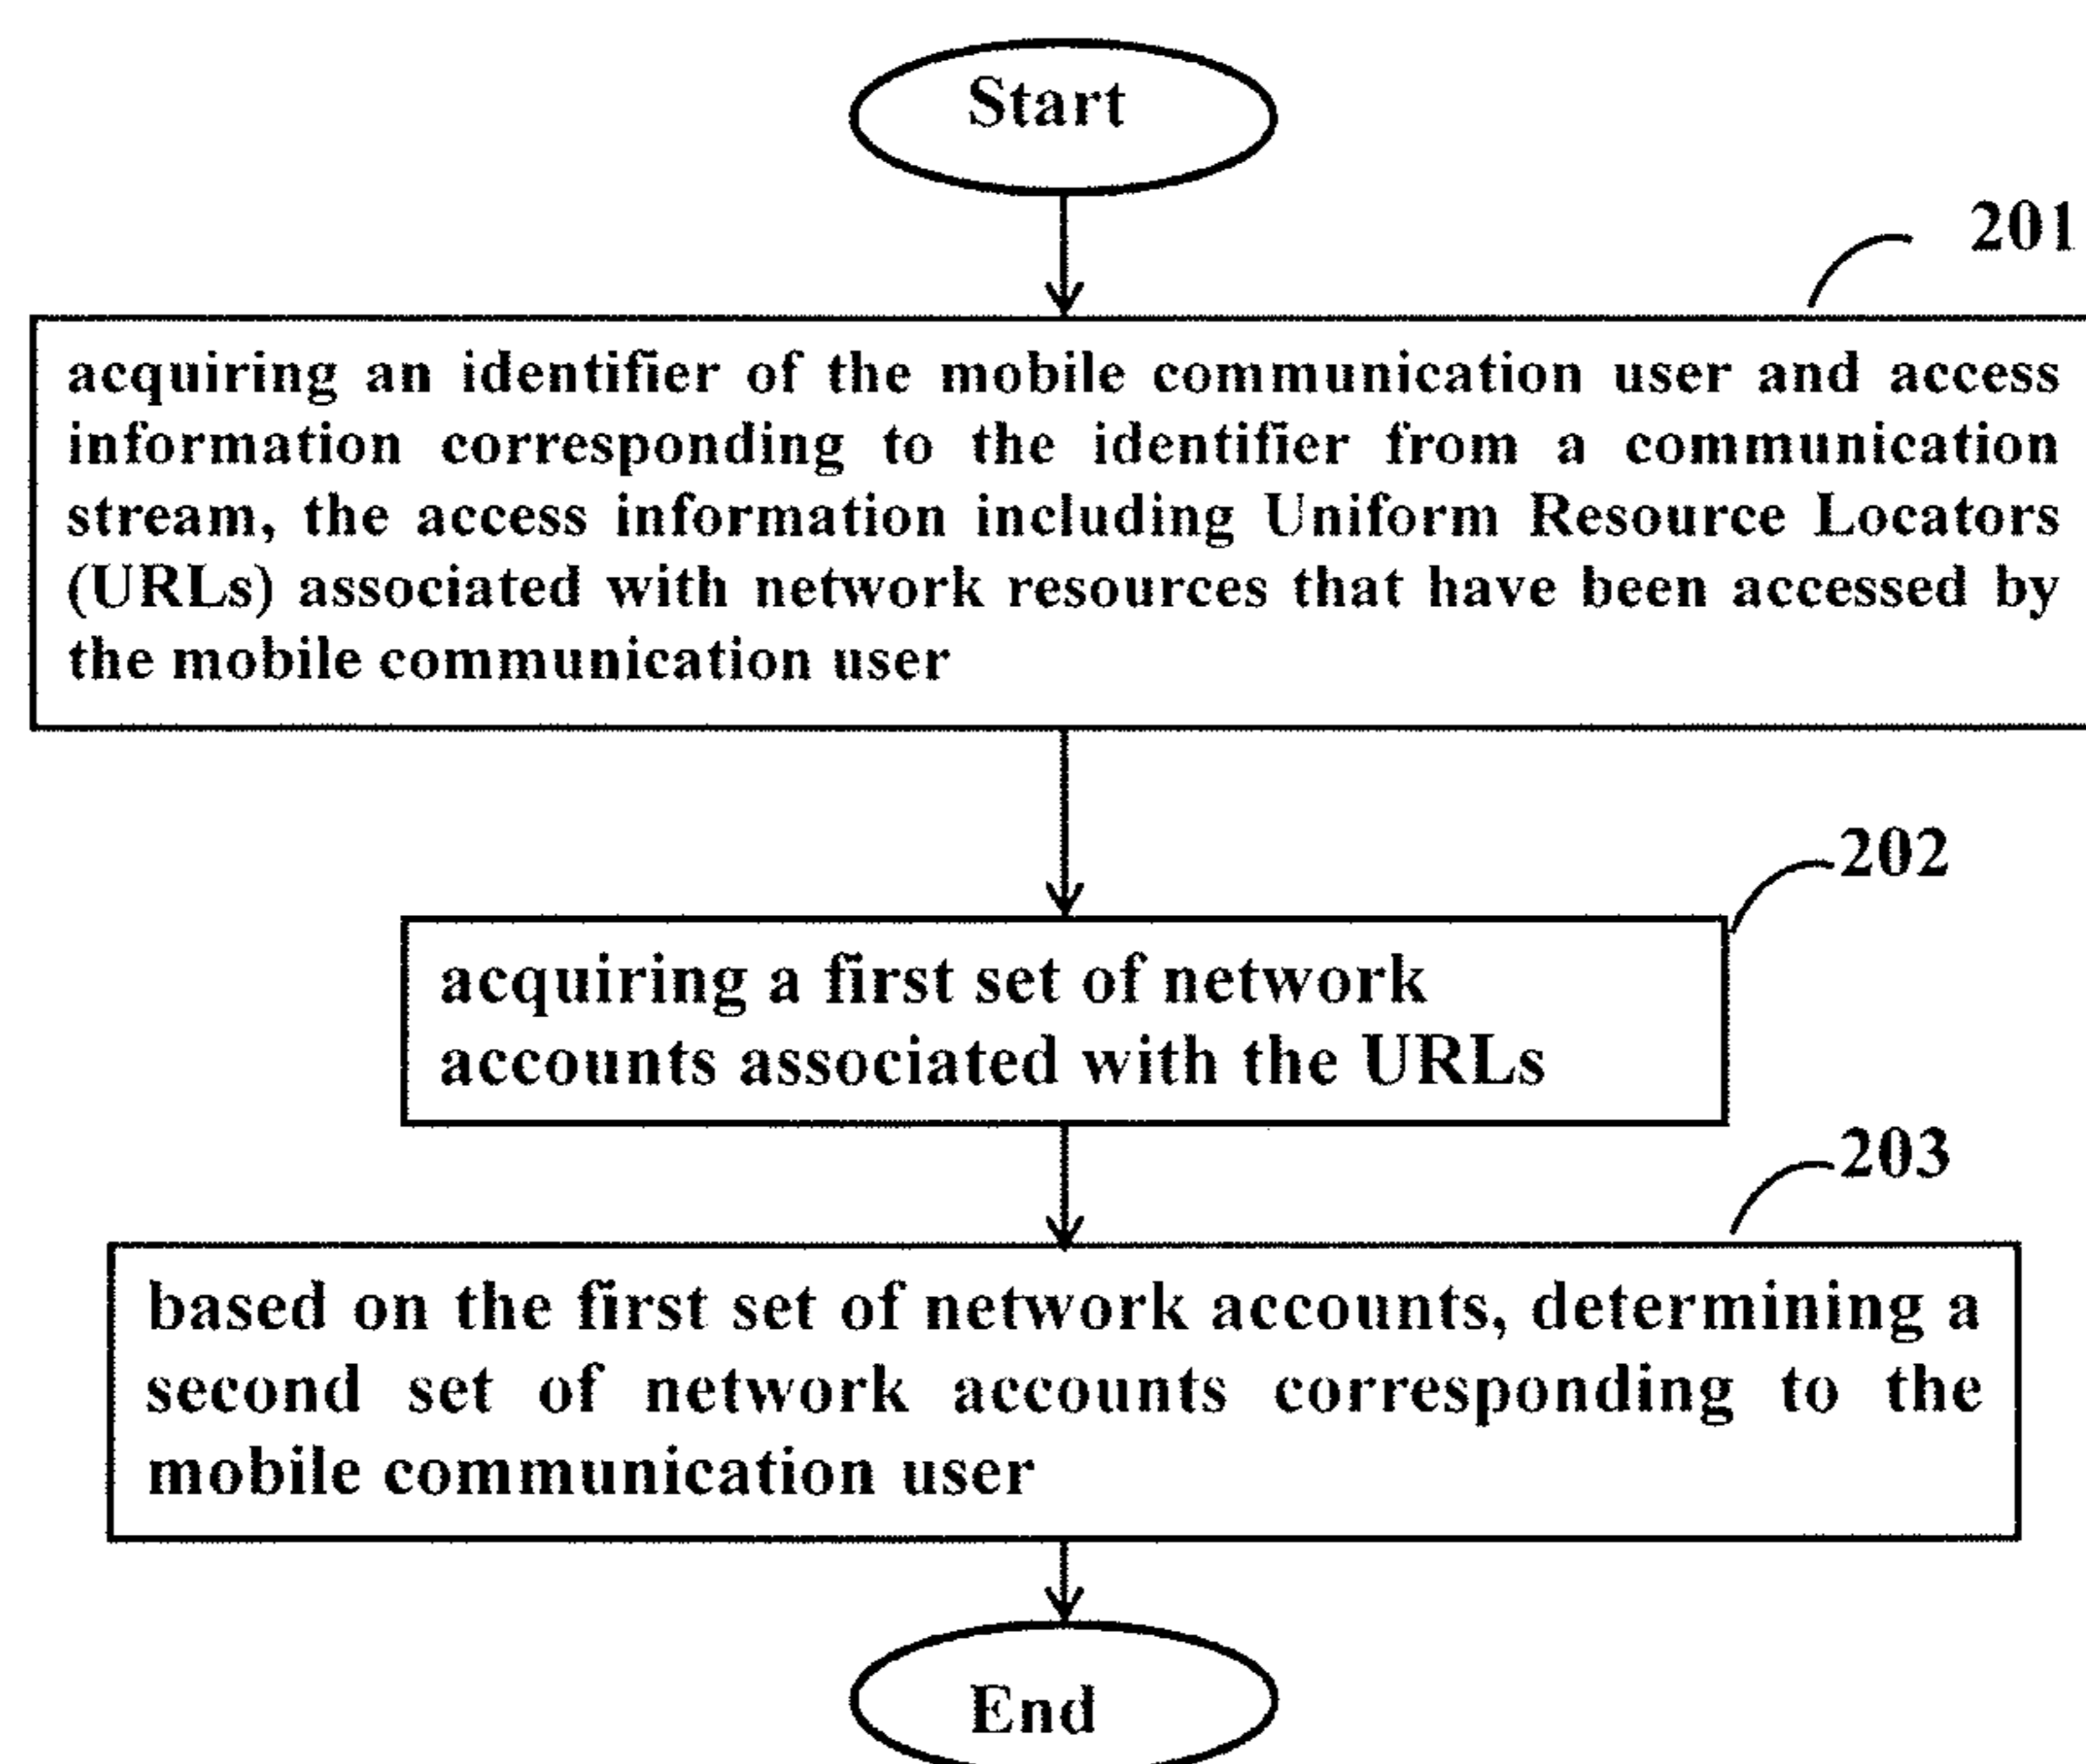 Start
201
acquiring an identifier of the mobile communication user and access
information corresponding to the identifier from a communication
stream, the access information including Uniform Resource Locators
(URLs) associated with network resources that have been accessed by
the mobile communication user
202
acquiring a first set of network
accounts associated with the URLs
203
based on the first set of network accounts, determining a
second set of network accounts corresponding to the
mobile communication user
End